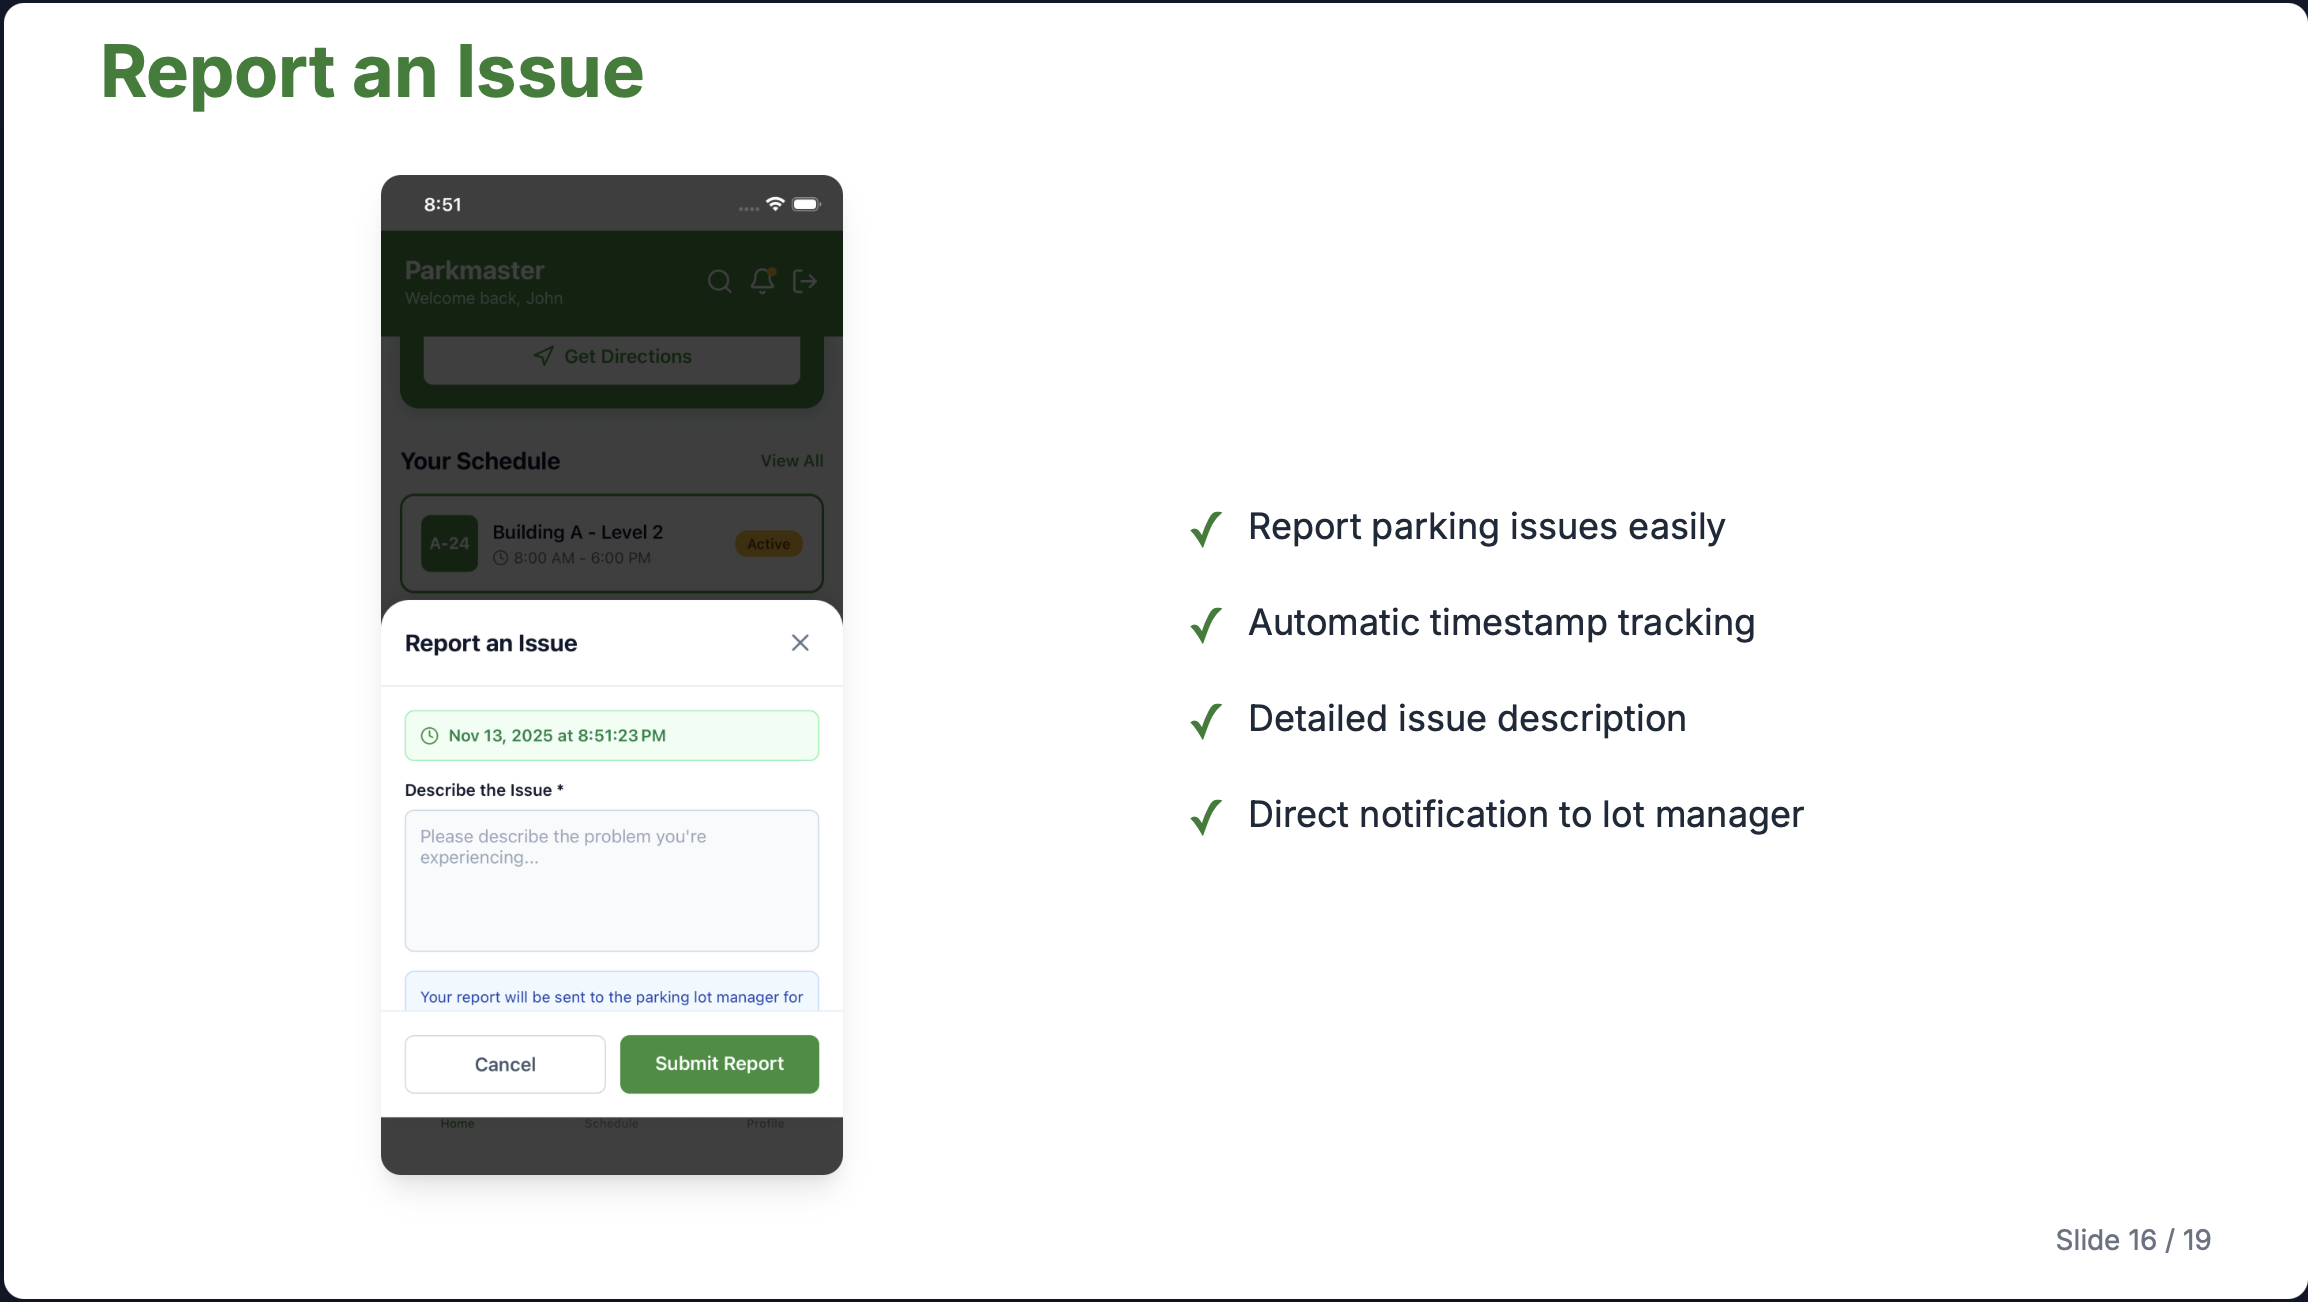 Report an Issue
8:51
Parkmaster
Welcome back, John
Get Directions
Your Schedule
View All
A-24
Building A - Level 2
8:00 AM - 6:00 PM
Active
Report an Issue
Nov 13, 2025 at 8:51:23 PM
Describe the Issue *
Please describe the problem you're
experiencing...
Your report will be sent to the parking lot manager for
Cancel
Submit Report
Home
Schedule
Profile
Report parking issues easily
Automatic timestamp tracking
Detailed issue description
Direct notification to lot manager
Slide 16 / 19